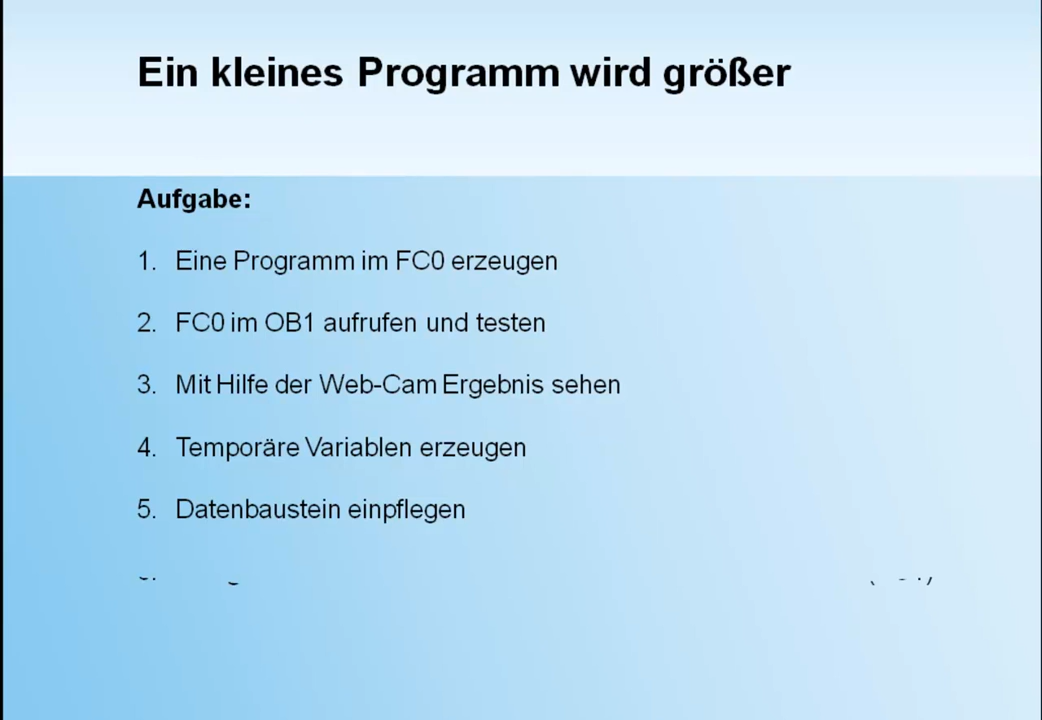 Ein kleines Programm wird größer
Aufgabe:
1. Eine Programm im FC0 erzeugen
2. FC0 im OB1 aufrufen und testen
3. Mit Hilfe der Web-Cam Ergebnis sehen
4. Temporäre Variablen erzeugen
5. Datenbaustein einpflegen